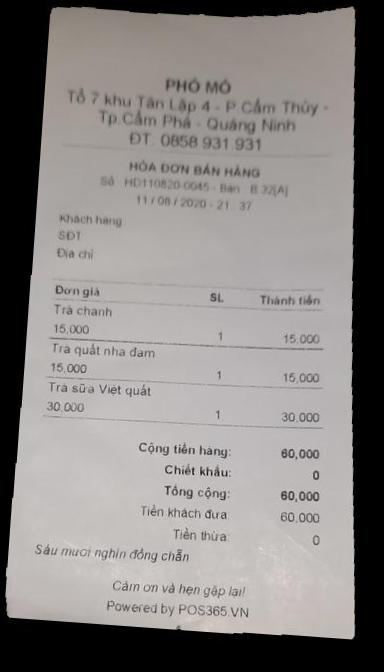 PHỐ MỎ
Tổ 7 khu Tân Lập 4 - P.Cẩm Thủy -
Tp.Cẩm Phả - Quảng Ninh
ĐT. 0858 931 931
HÓA ĐƠN BÁN HÀNG
Số : HD110820-0045 - Bàn : B.32[A]
11 / 08 / 2020 - 21 : 37
Khách hàng
SĐT
Địa chỉ
Đơn giá SL Thành tiền
Trà chanh
15,000 1 15,000
Trà quất nha đam
15,000 1 15,000
Trà sữa Việt quất
30,000 1 30,000
Cộng tiền hàng: 60,000
Chiết khấu: 0
Tổng cộng: 60,000
Tiền khách đưa: 60,000
Tiền thừa: 0
Sáu mươi nghìn đồng chẵn
Cảm ơn và hẹn gặp lại!
Powered by POS365.VN